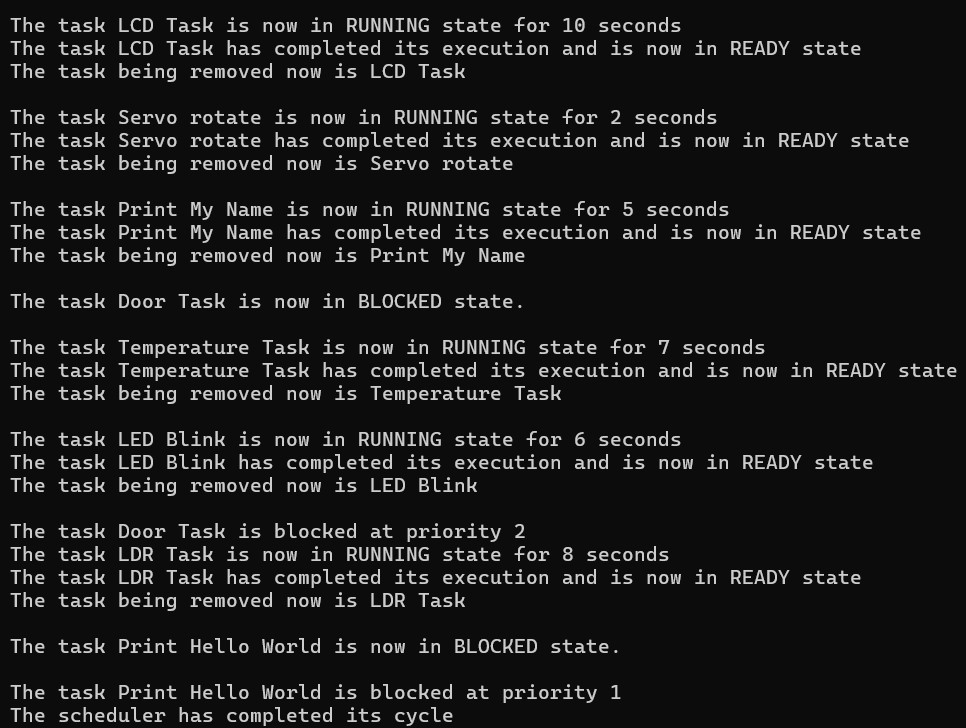 The task LCD Task is now in RUNNING state for 10 seconds
The task LCD Task has completed its execution and is now in READY state
The task being removed now is LCD Task
The task Servo rotate is now in RUNNING state for 2 seconds
The task Servo rotate has completed its execution and is now in READY state
The task being removed now is Servo rotate
The task Print My Name is now in RUNNING state for 5 seconds
The task Print My Name has completed its execution and is now in READY state
The task being removed now is Print My Name
The task Door Task is now in BLOCKED state.
The task Temperature Task is now in RUNNING state for 7 seconds
The task Temperature Task has completed its execution and is now in READY state
The task being removed now is Temperature Task
The task LED Blink is now in RUNNING state for 6 seconds
The task LED Blink has completed its execution and is now in READY state
The task being removed now is LED Blink
The task Door Task is blocked at priority 2
The task LDR Task is now in RUNNING state for 8 seconds
The task LDR Task has completed its execution and is now in READY state
The task being removed now is LDR Task
The task Print Hello World is now in BLOCKED state.
The task Print Hello World is blocked at priority 1
The scheduler has completed its cycle